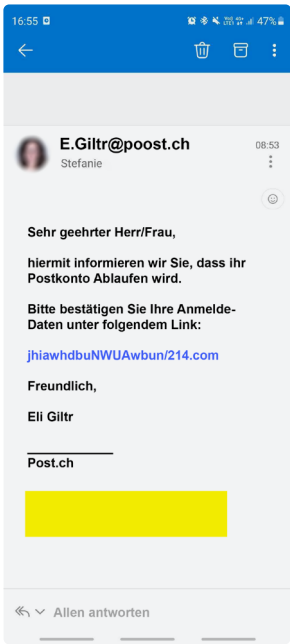 16:55 47%
E.Giltr@poost.ch 08:53
Stefanie
Sehr geehrter Herr/Frau,
hiermit informieren wir Sie, dass ihr
Postkonto Ablaufen wird.
Bitte bestätigen Sie Ihre Anmelde-
Daten unter folgendem Link:
jhiawhdbuNWUAwbun/214.com
Freundlich,
Eli Giltr
Post.ch
Allen antworten